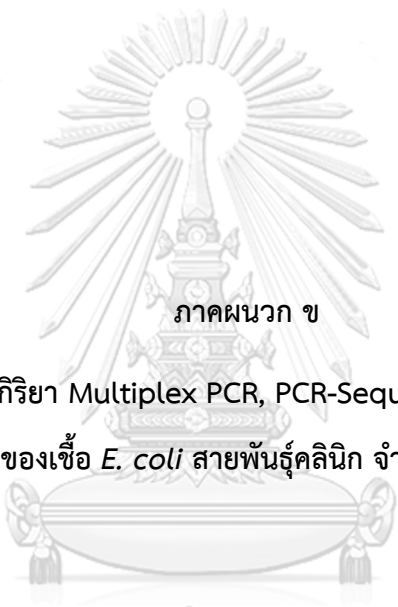 ภาคผนวก ข
กิริยา Multiplex PCR, PCR-Sequ
ของเชื้อ E. coli สายพันธุ์คลินิก จำ